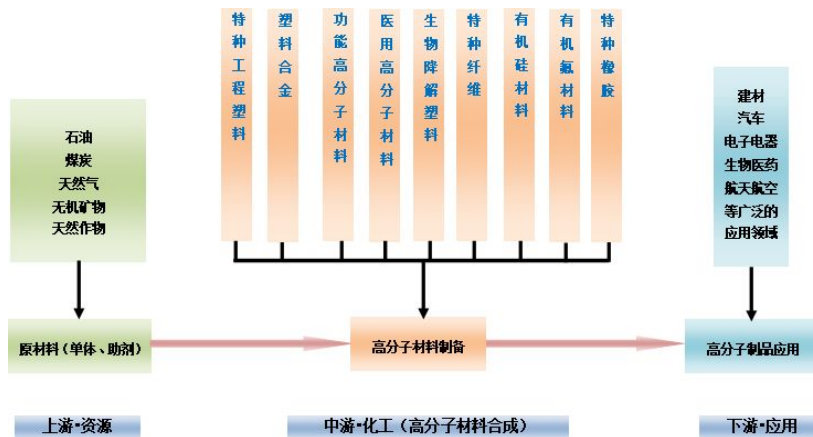 特种工程塑料
塑料合金
功能高分子材料
医用高分子材料
生物降解塑料
特种纤维
有机硅材料
有机氟材料
特种橡胶
石油
煤炭
天然气
无机矿物
天然作物
建材
汽车
电子电器
生物医药
航天航空
等广泛的
应用领域
原材料（单体、助剂）
高分子材料制备
高分子制品应用
上游·资源
中游·化工（高分子材料合成）
下游·应用